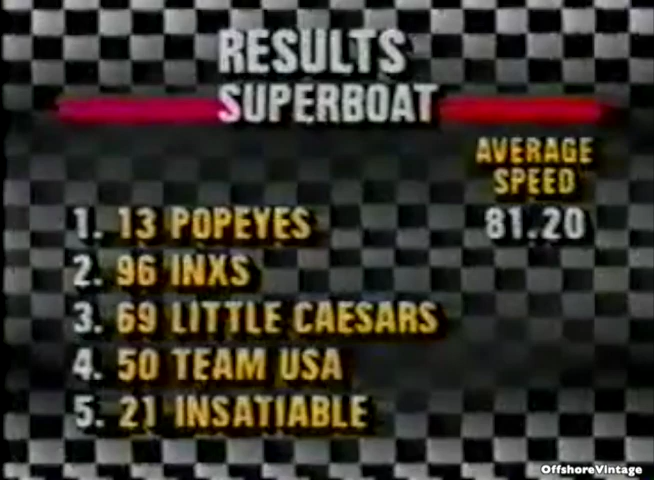 RESULTS
SUPERBOAT
AVERAGE
SPEED
1. 13 POPEYES 81.20
2. 96 INXS
3. 69 LITTLE CAESARS
4. 50 TEAM USA
5. 21 INSATIABLE
OffshoreVintage